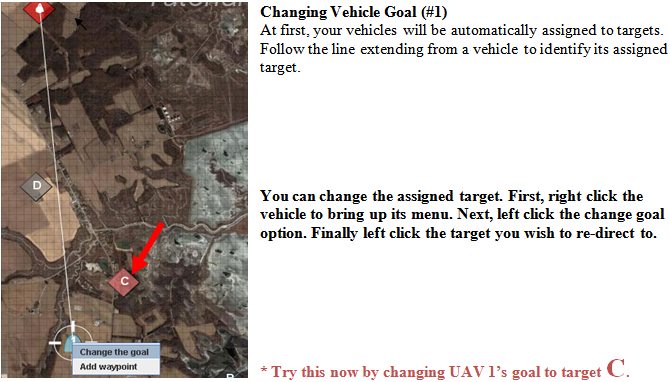 Changing Vehicle Goal (#1)
At first, your vehicles will be automatically assigned to targets.
Follow the line extending from a vehicle to identify its assigned
target.
You can change the assigned target. First, right click the
vehicle to bring up its menu. Next, left click the change goal
option. Finally left click the target you wish to re-direct to.
* Try this now by changing UAV 1's goal to target C.
D
C
Change the goal
Add waypoint